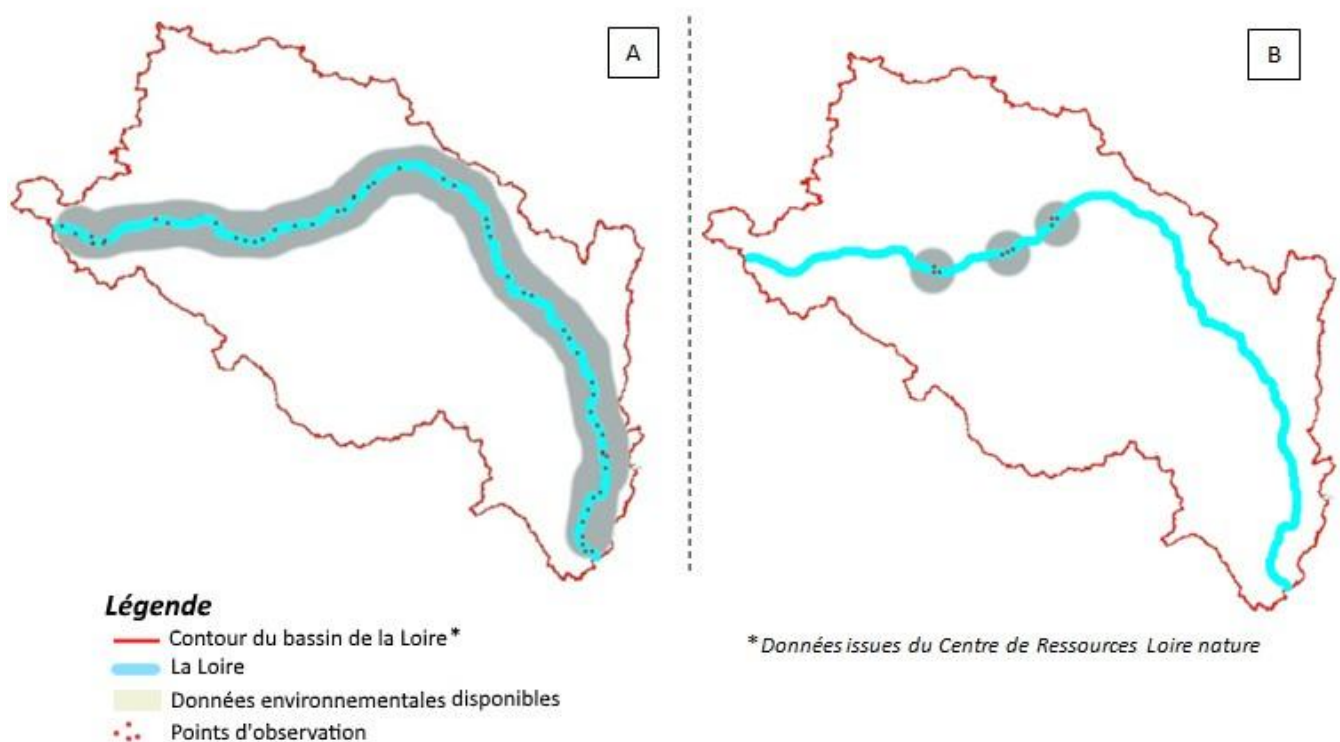 A
B
Légende
Contour du bassin de la Loire*
La Loire
Données environnementales disponibles
Points d'observation
*Données issues du Centre de Ressources Loire nature